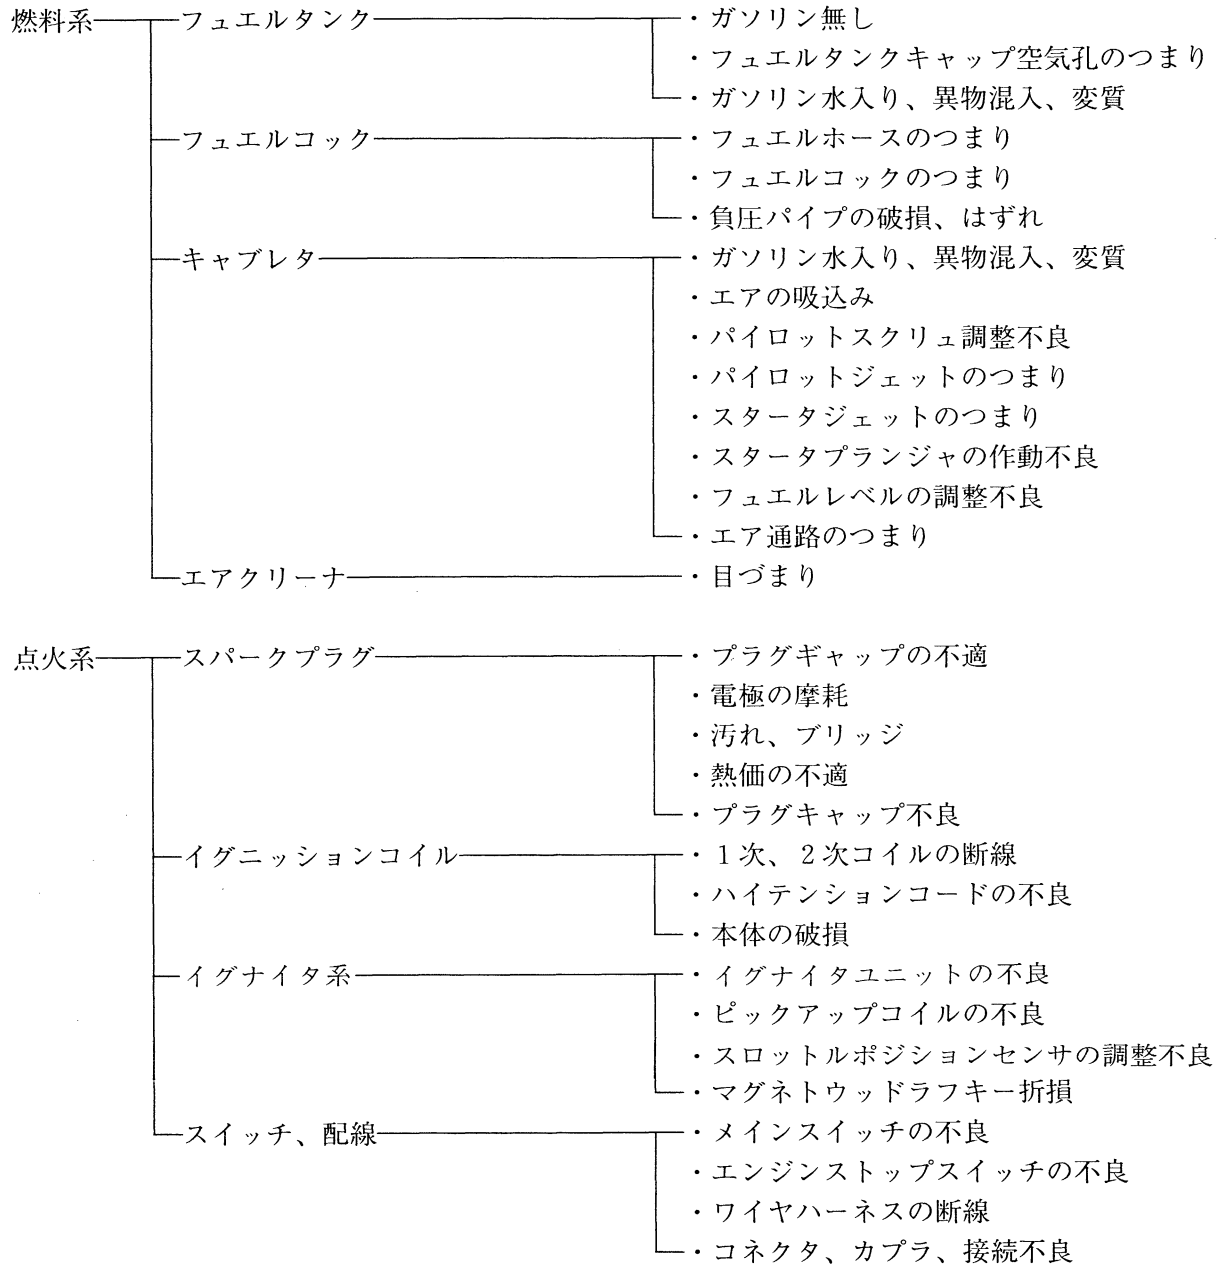 燃料系 フュエルタンク ・ガソリン無し
・フュエルタンクキャップ空気孔のつまり
・ガソリン水入り、異物混入、変質
フュエルコック ・フュエルホースのつまり
・フュエルコックのつまり
・負圧パイプの破損、はずれ
キャブレタ ・ガソリン水入り、異物混入、変質
・エアの吸込み
・パイロットスクリュ調整不良
・パイロットジェットのつまり
・スタータジェットのつまり
・スタータプランジャの作動不良
・フュエルレベルの調整不良
・エア通路のつまり
エアクリーナ ・目づまり
点火系 スパークプラグ ・プラグギャップの不適
・電極の摩耗
・汚れ、ブリッジ
・熱価の不適
・プラグキャップ不良
イグニッションコイル ・1次、2次コイルの断線
・ハイテンションコードの不良
・本体の破損
イグナイタ系 ・イグナイタユニットの不良
・ピックアップコイルの不良
・スロットルポジションセンサの調整不良
・マグネトウッドラフキー折損
スイッチ、配線 ・メインスイッチの不良
・エンジンストップスイッチの不良
・ワイヤハーネスの断線
・コネクタ、カプラ、接続不良